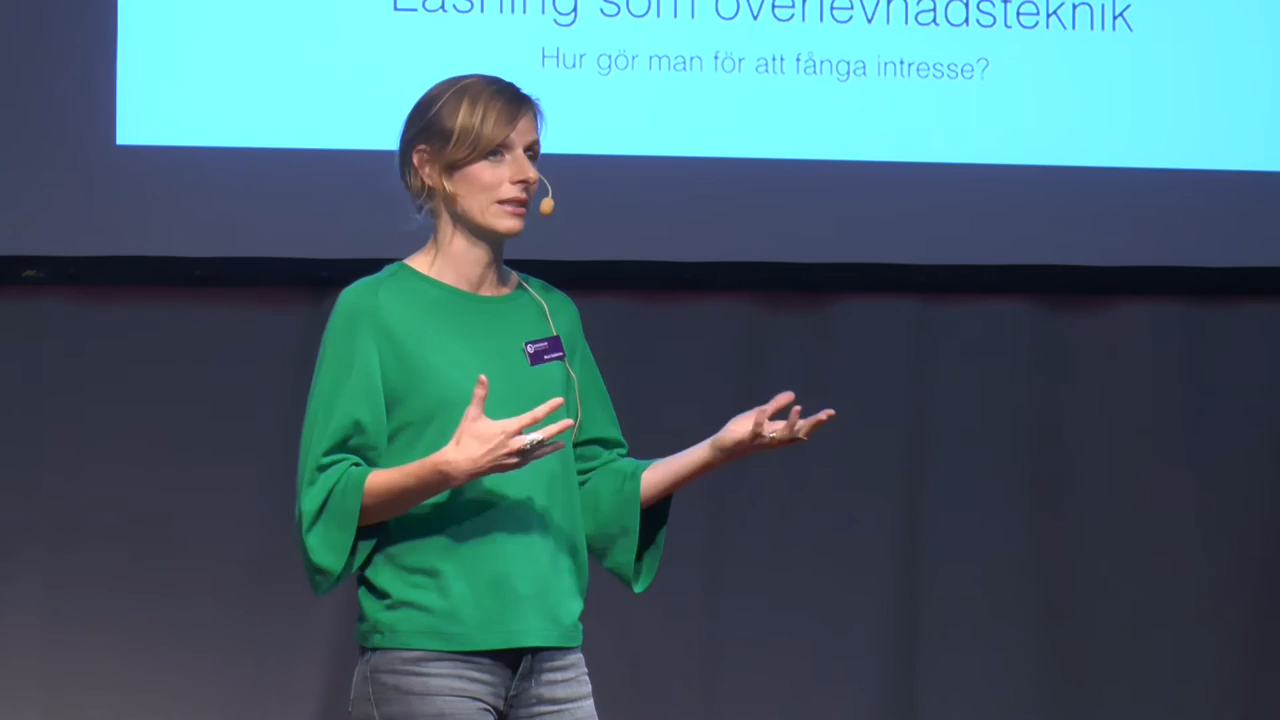 Läsning som överlevnadsteknik
Hur gör man för att fånga intresse?